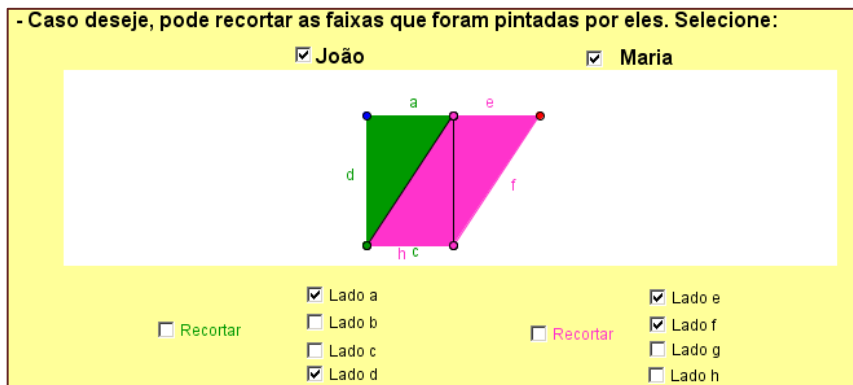 - Caso deseje, pode recortar as faixas que foram pintadas por eles. Selecione:
João Maria
a e
d f
h c
Lado a Lado e
Recortar Lado b Recortar Lado f
Lado c Lado g
Lado d Lado h